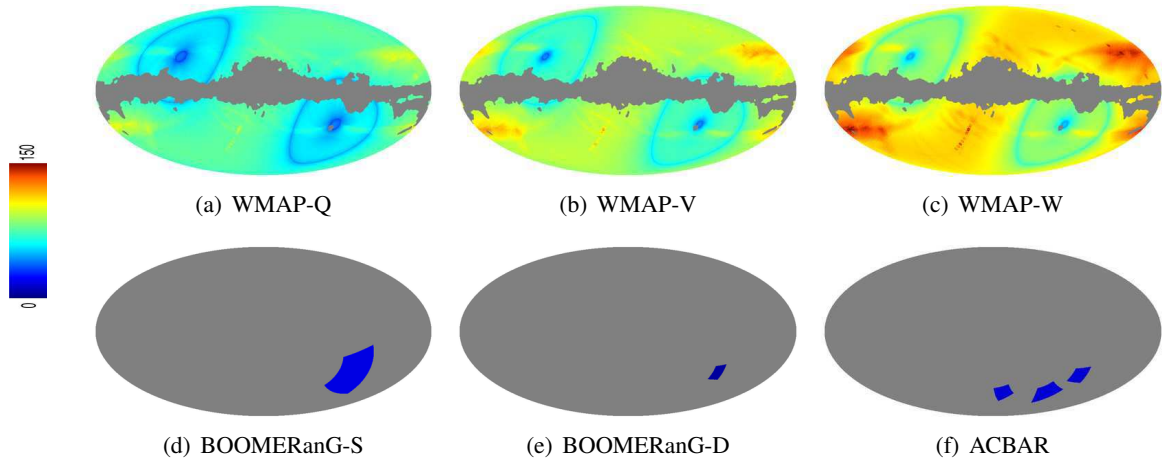 (a) WMAP-Q
(b) WMAP-V
(c) WMAP-W
150
0
(d) BOOMERanG-S
(e) BOOMERanG-D
(f) ACBAR